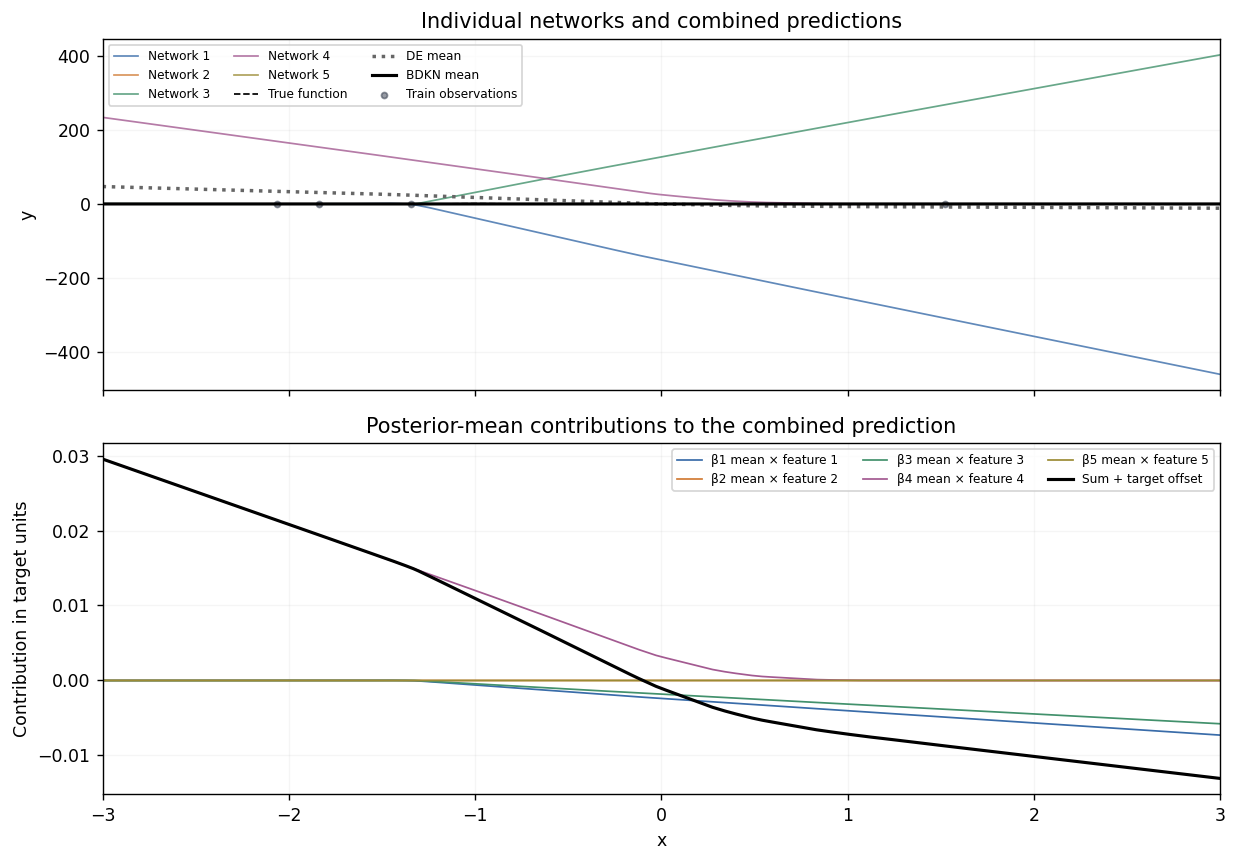 Individual networks and combined predictions
400
200
0
−200
−400
y
Network 1
Network 2
Network 3
Network 4
Network 5
True function
DE mean
BDKN mean
Train observations
Posterior-mean contributions to the combined prediction
0.03
0.02
0.01
0.00
−0.01
Contribution in target units
β1 mean × feature 1
β2 mean × feature 2
β3 mean × feature 3
β4 mean × feature 4
β5 mean × feature 5
Sum + target offset
−3
−2
−1
0
1
2
3
x